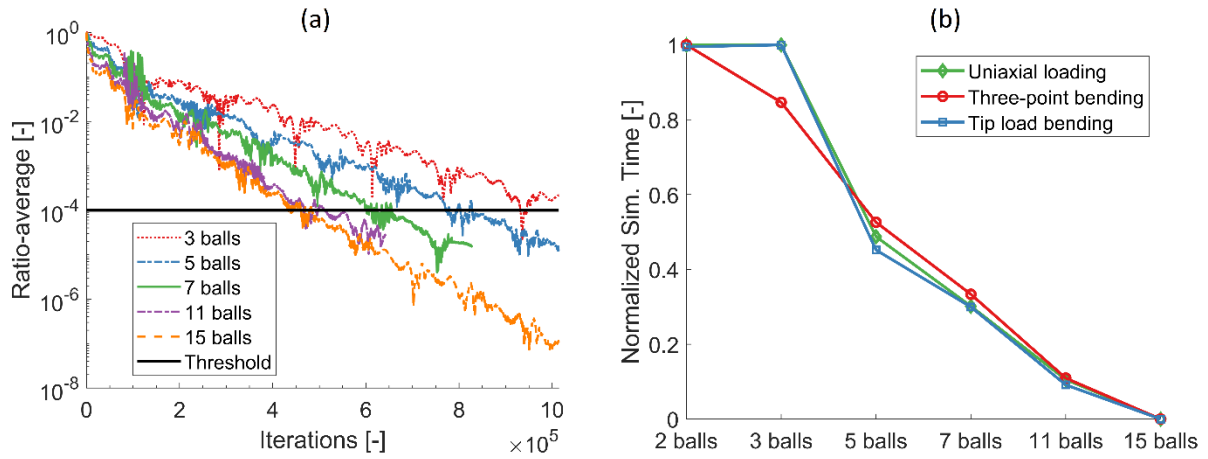 (a)
10^0
10^-2
10^-4
10^-6
10^-8
Ratio-average [-]
3 balls
5 balls
7 balls
11 balls
15 balls
Threshold
0 2 4 6 8 10
Iterations [-]
×10^5
(b)
1
0.8
0.6
0.4
0.2
0
Normalized Sim. Time [-]
Uniaxial loading
Three-point bending
Tip load bending
2 balls 3 balls 5 balls 7 balls 11 balls 15 balls